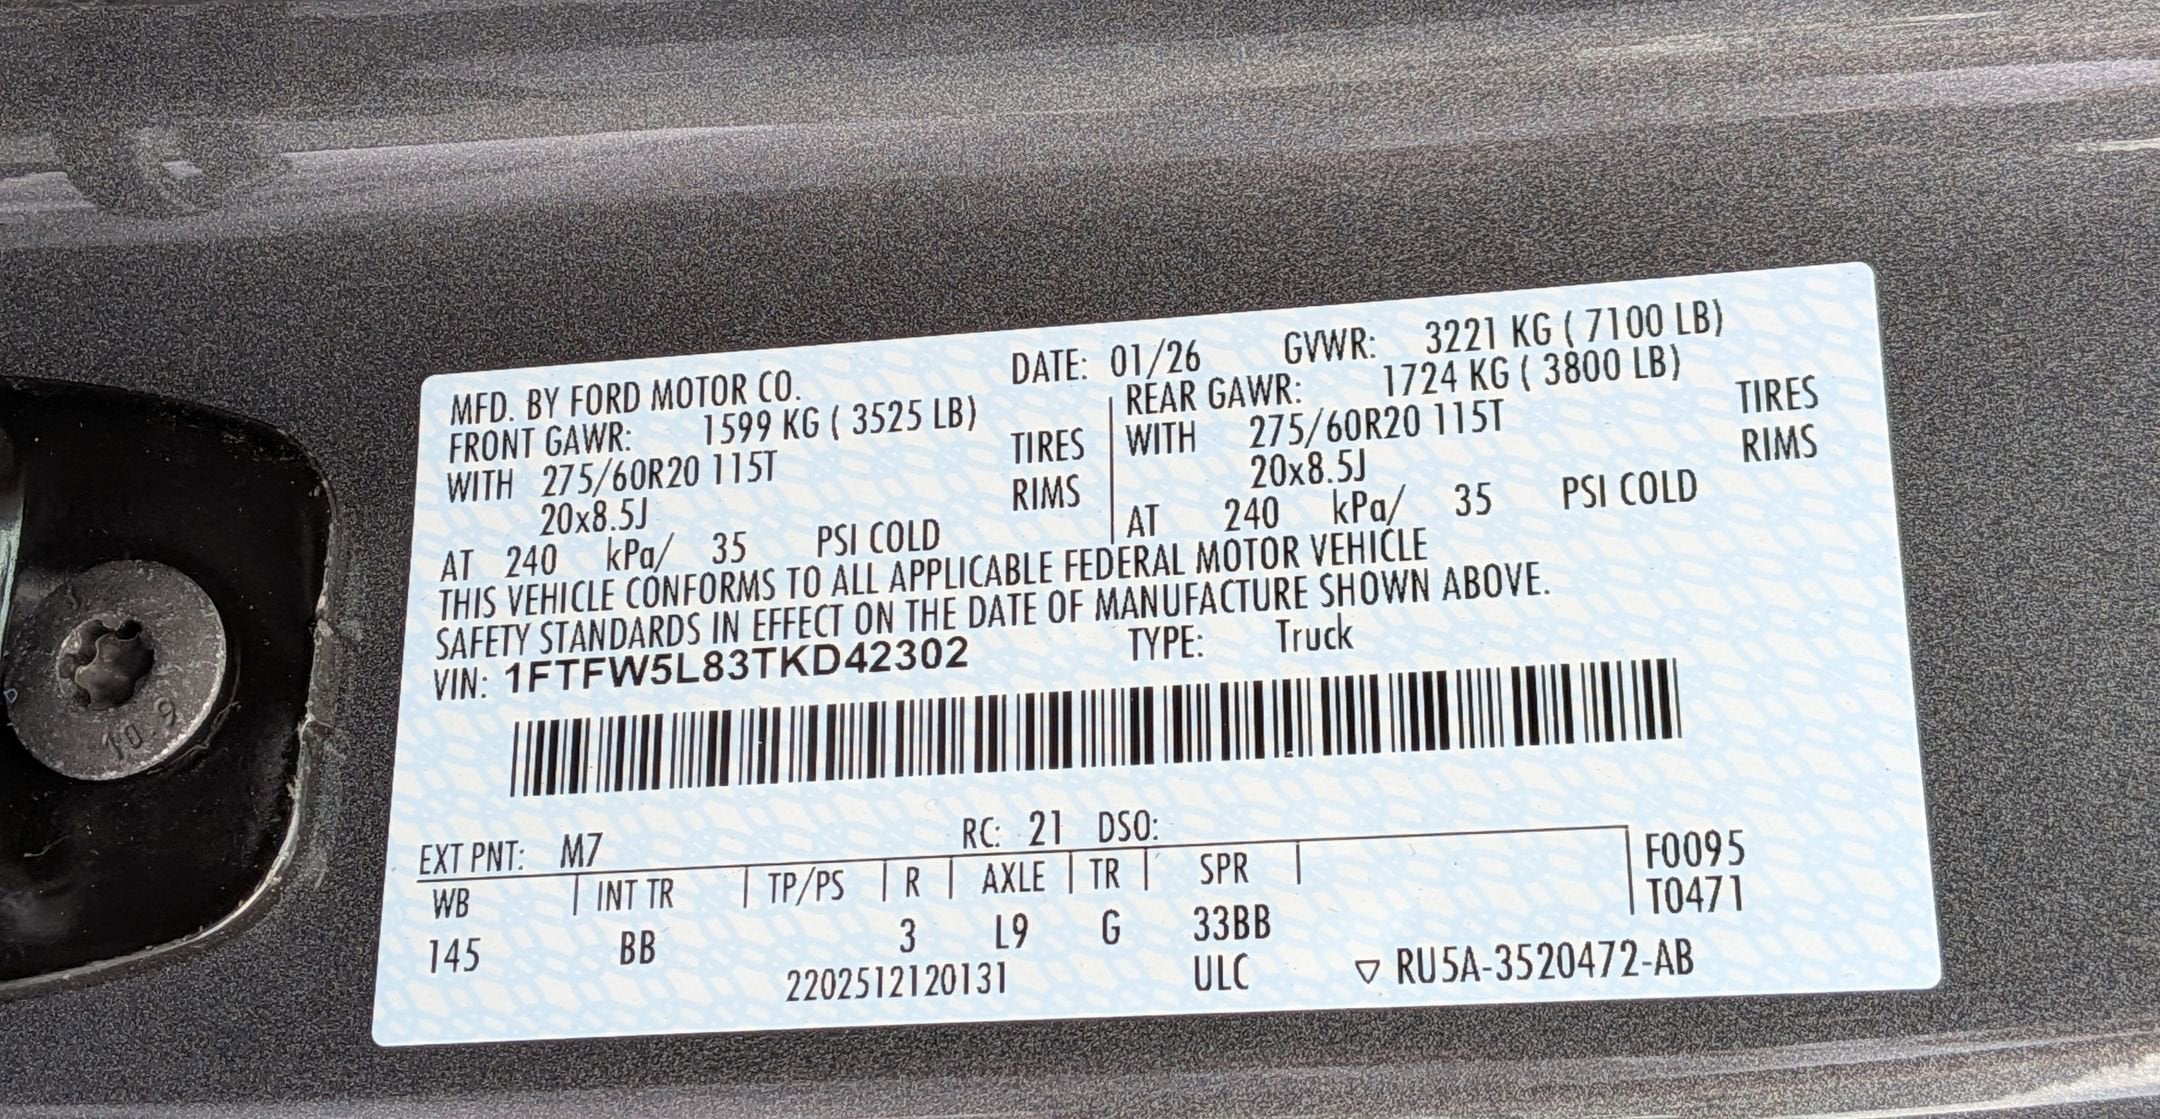 MFD. BY FORD MOTOR CO. DATE: 01/26 GVWR: 3221 KG ( 7100 LB)
FRONT GAWR: 1599 KG ( 3525 LB) REAR GAWR: 1724 KG ( 3800 LB)
WITH 275/60R20 115T TIRES WITH 275/60R20 115T TIRES
20x8.5J RIMS 20x8.5J RIMS
AT 240 kPa/ 35 PSI COLD AT 240 kPa/ 35 PSI COLD
THIS VEHICLE CONFORMS TO ALL APPLICABLE FEDERAL MOTOR VEHICLE
SAFETY STANDARDS IN EFFECT ON THE DATE OF MANUFACTURE SHOWN ABOVE.
VIN: 1FTFW5L83TKD42302 TYPE: Truck
EXT PNT: M7 RC: 21 DSO:
WB INT TR TP/PS R AXLE TR SPR F0095
T0471
145 BB 3 L9 G 33BB
2202512120131 ULC ▽ RU5A-3520472-AB
10.9